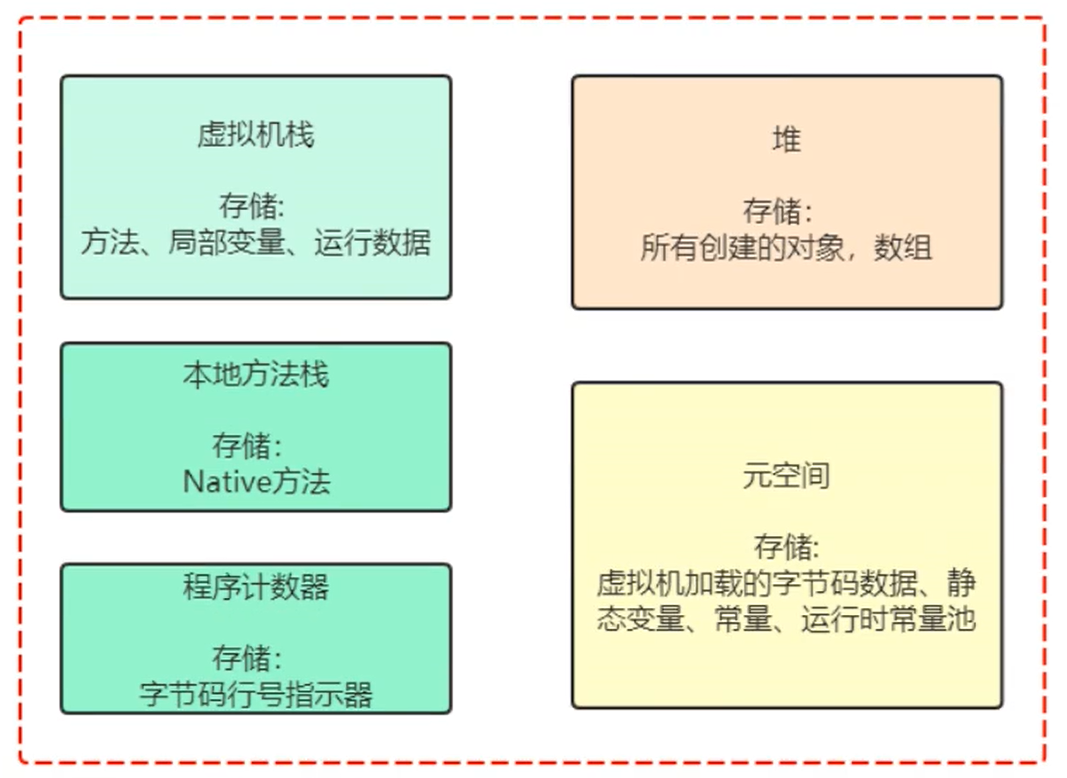 虚拟机栈
存储:
方法、局部变量、运行数据
本地方法栈
存储：
Native方法
程序计数器
存储：
字节码行号指示器
堆
存储：
所有创建的对象，数组
元空间
存储:
虚拟机加载的字节码数据、静
态变量、常量、运行时常量池